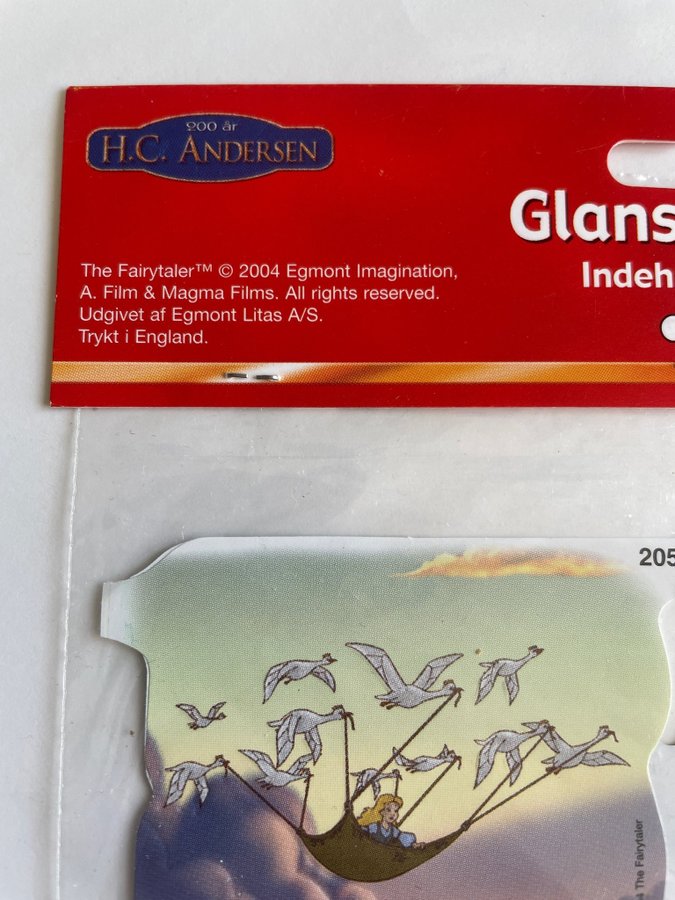 200 år
H.C. ANDERSEN
Glans
Indeh
The Fairytaler™ © 2004 Egmont Imagination,
A. Film & Magma Films. All rights reserved.
Udgivet af Egmont Litas A/S.
Trykt i England.
205
4 The Fairytaler